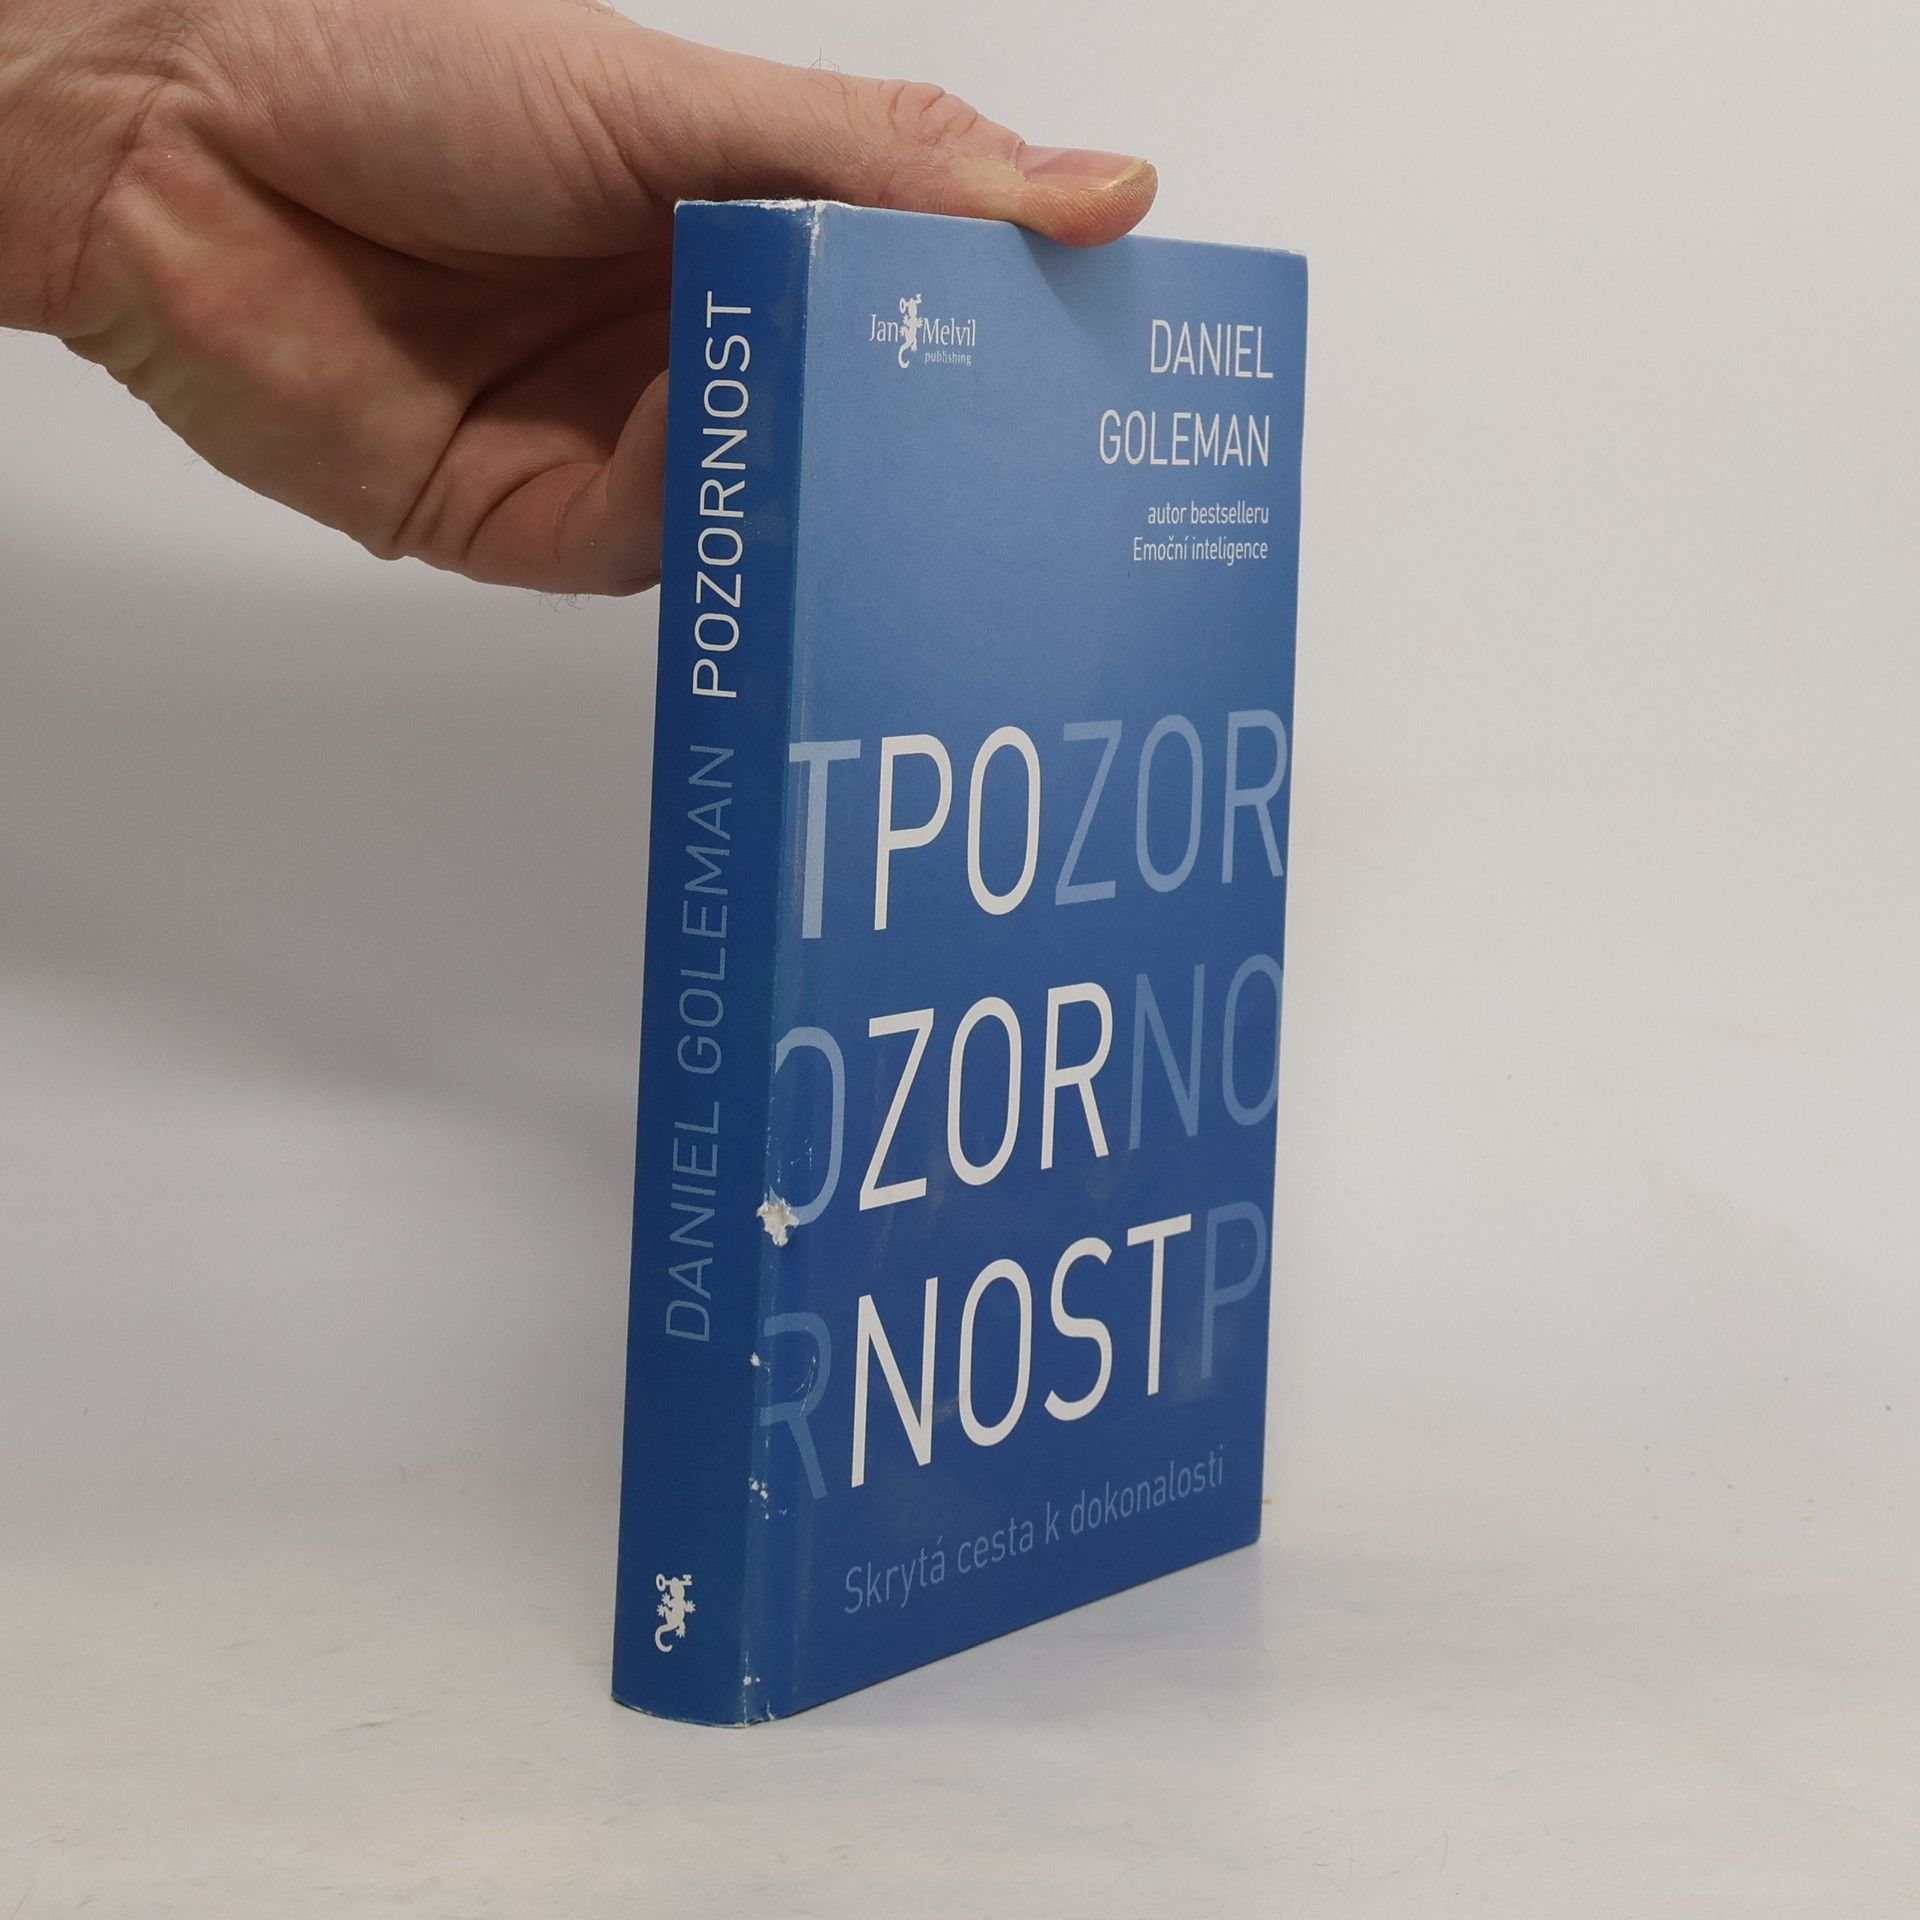 DANIEL GOLEMAN POZORNOST
Jan Melvil
publishing
DANIEL
GOLEMAN
autor bestselleru
Emoční inteligence
TPOZOR
OZORNO
RNOSTP
Skrytá cesta k dokonalosti